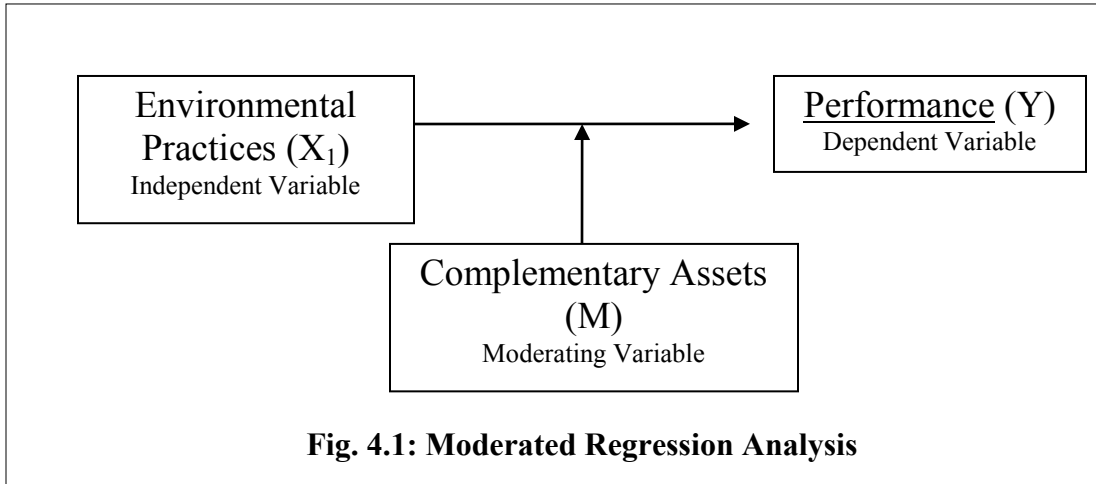 Environmental
Practices (X₁)
Independent Variable
Performance (Y)
Dependent Variable
Complementary Assets
(M)
Moderating Variable
Fig. 4.1: Moderated Regression Analysis